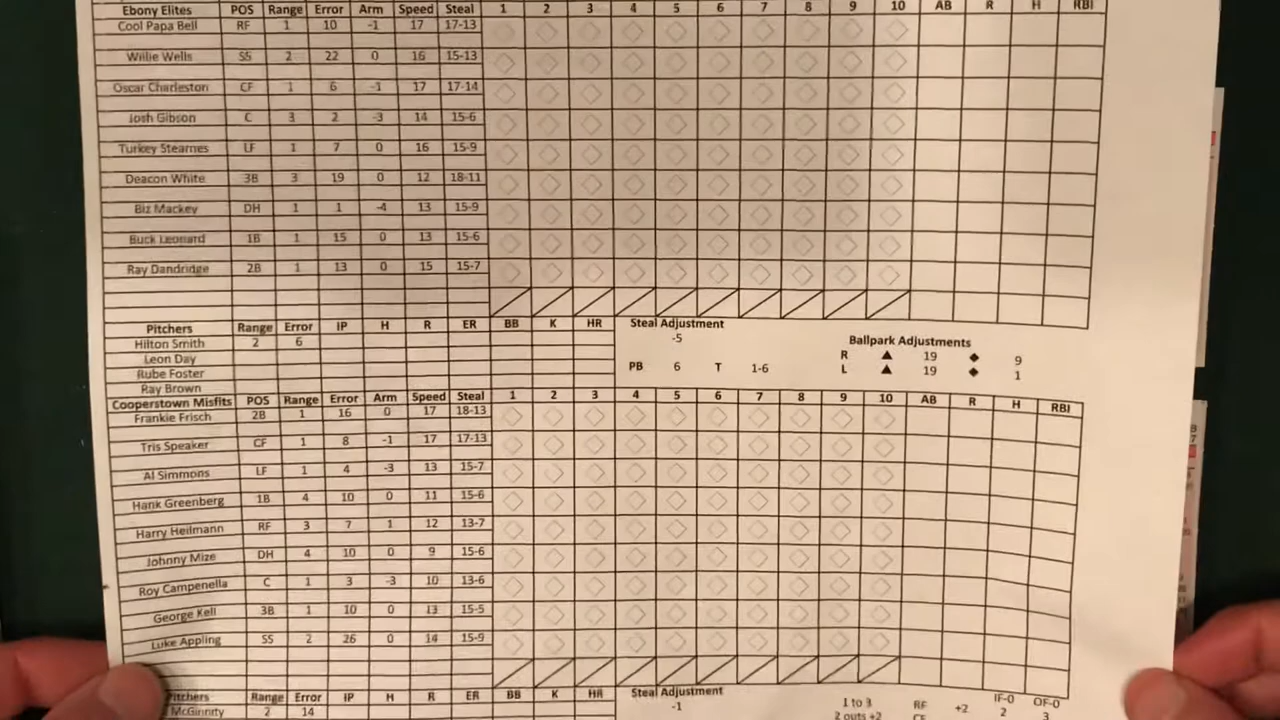 Ebony Elites POS Range Error Arm Speed Steal 1 2 3 4 5 6 7 8 9 10 AB R H RBI
Cool Papa Bell RF 1 10 -1 17 17-13
Willie Wells SS 2 22 0 16 15-13
Oscar Charleston CF 1 6 -1 17 17-14
Josh Gibson C 3 2 -3 14 15-6
Turkey Stearnes LF 1 7 0 16 15-9
Deacon White 3B 3 19 0 12 18-11
Biz Mackey DH 1 1 -4 13 15-9
Buck Leonard 1B 1 15 0 13 15-6
Ray Dandridge 2B 1 13 0 15 15-7
Pitchers Range Error IP H R ER BB K HR Steal Adjustment
Hilton Smith 2 6 -5 Ballpark Adjustments
Leon Day R ▲ 19 ◆ 9
Rube Foster PB 6 T 1-6 L ▲ 19 ◆ 1
Ray Brown
Cooperstown Misfits POS Range Error Arm Speed Steal 1 2 3 4 5 6 7 8 9 10 AB R H RBI
Frankie Frisch 2B 1 16 0 17 18-13
Tris Speaker CF 1 8 -1 17 17-13
Al Simmons LF 1 4 -3 13 15-7
Hank Greenberg 1B 4 10 0 11 15-6
Harry Heilmann RF 3 7 1 12 13-7
Johnny Mize DH 4 10 0 9 15-6
Roy Campenella C 1 3 -3 10 13-6
George Kell 3B 1 10 0 13 15-5
Luke Appling SS 2 26 0 14 15-9
Pitchers Range Error IP H R ER BB K HR Steal Adjustment IF-0 OF-0
McGinnity 2 14 -1 1 to 3 RF +2 2 3
2 outs +2